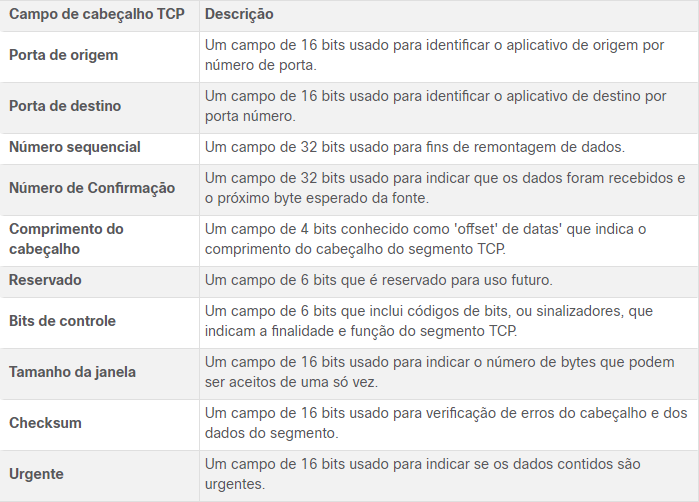 Campo de cabeçalho TCP Descrição
Porta de origem
Um campo de 16 bits usado para identificar o aplicativo de origem por
número de porta.
Porta de destino
Um campo de 16 bits usado para identificar o aplicativo de destino por
porta número.
Número sequencial
Um campo de 32 bits usado para fins de remontagem de dados.
Número de Confirmação
Um campo de 32 bits usado para indicar que os dados foram recebidos e
o próximo byte esperado da fonte.
Comprimento do
cabeçalho
Um campo de 4 bits conhecido como 'offset' de datas' que indica o
comprimento do cabeçalho do segmento TCP.
Reservado
Um campo de 6 bits que é reservado para uso futuro.
Bits de controle
Um campo de 6 bits que inclui códigos de bits, ou sinalizadores, que
indicam a finalidade e função do segmento TCP.
Tamanho da janela
Um campo de 16 bits usado para indicar o número de bytes que podem
ser aceitos de uma só vez.
Checksum
Um campo de 16 bits usado para verificação de erros do cabeçalho e dos
dados do segmento.
Urgente
Um campo de 16 bits usado para indicar se os dados contidos são
urgentes.